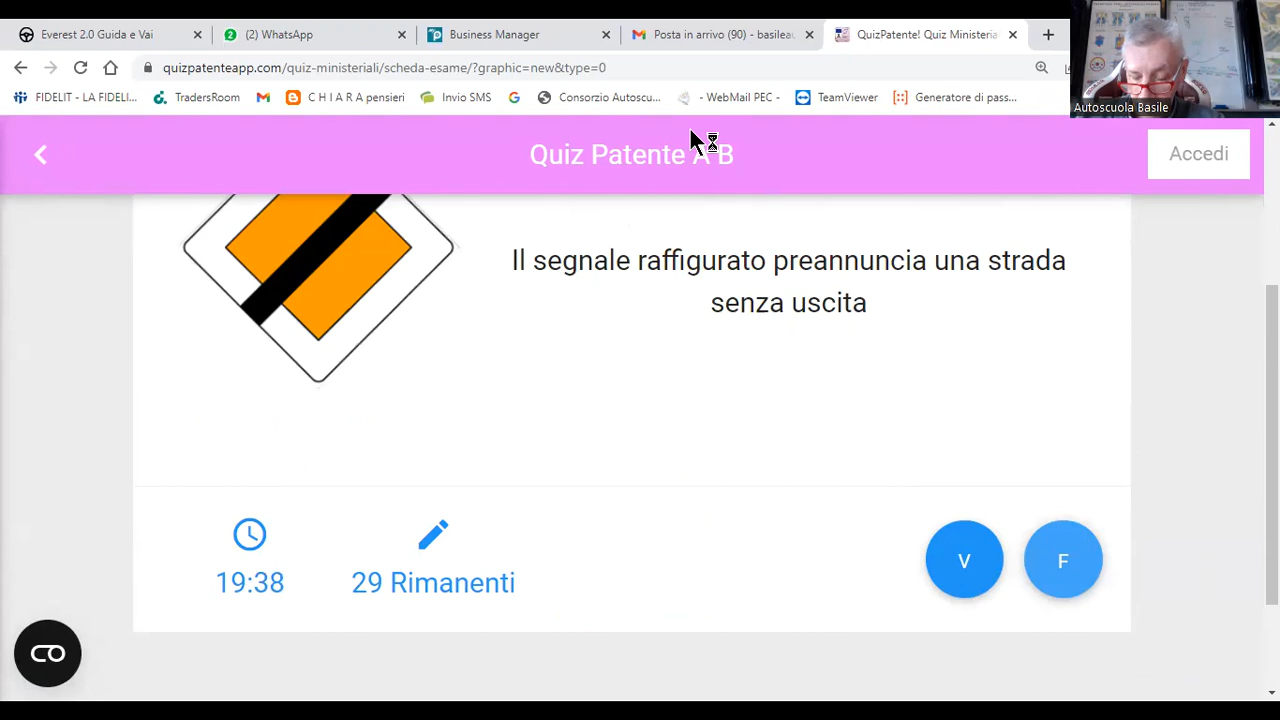 Everest 2.0 Guida e Vai
(2) WhatsApp
Business Manager
Posta in arrivo (90) - basileau
QuizPatente! Quiz Ministeria
quizpatenteapp.com/quiz-ministeriali/scheda-esame/?graphic=new&type=0
FIDELIT - LA FIDELI...
TradersRoom
C H I A R A pensieri
Invio SMS
Consorzio Autoscu...
- WebMail PEC -
TeamViewer
Generatore di pass...
Autoscuola Basile
Quiz Patente A B
Accedi
Il segnale raffigurato preannuncia una strada
senza uscita
19:38
29 Rimanenti
V
F